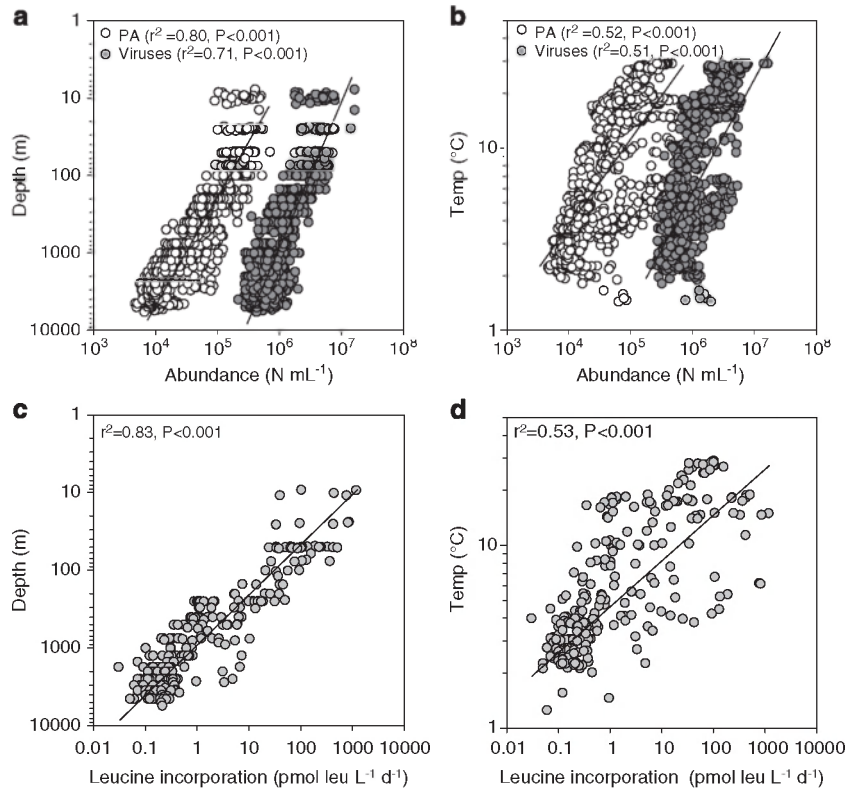 a
1
PA (r² =0.80, P<0.001)
Viruses (r²=0.71, P<0.001)
10
100
1000
10000
Depth (m)
10³ 10⁴ 10⁵ 10⁶ 10⁷ 10⁸
Abundance (N mL⁻¹)
b
PA (r² =0.52, P<0.001)
Viruses (r²=0.51, P<0.001)
10
1
Temp (°C)
10³ 10⁴ 10⁵ 10⁶ 10⁷ 10⁸
Abundance (N mL⁻¹)
c
1
r²=0.83, P<0.001
10
100
1000
10000
Depth (m)
0.01 0.1 1 10 100 1000 10000
Leucine incorporation (pmol leu L⁻¹ d⁻¹)
d
r²=0.53, P<0.001
10
1
Temp (°C)
0.01 0.1 1 10 100 1000 10000
Leucine incorporation (pmol leu L⁻¹ d⁻¹)